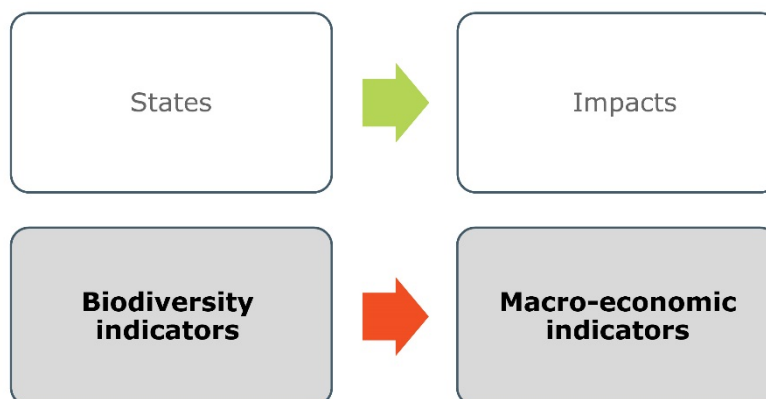 States
Impacts
Biodiversity
indicators
Macro-economic
indicators